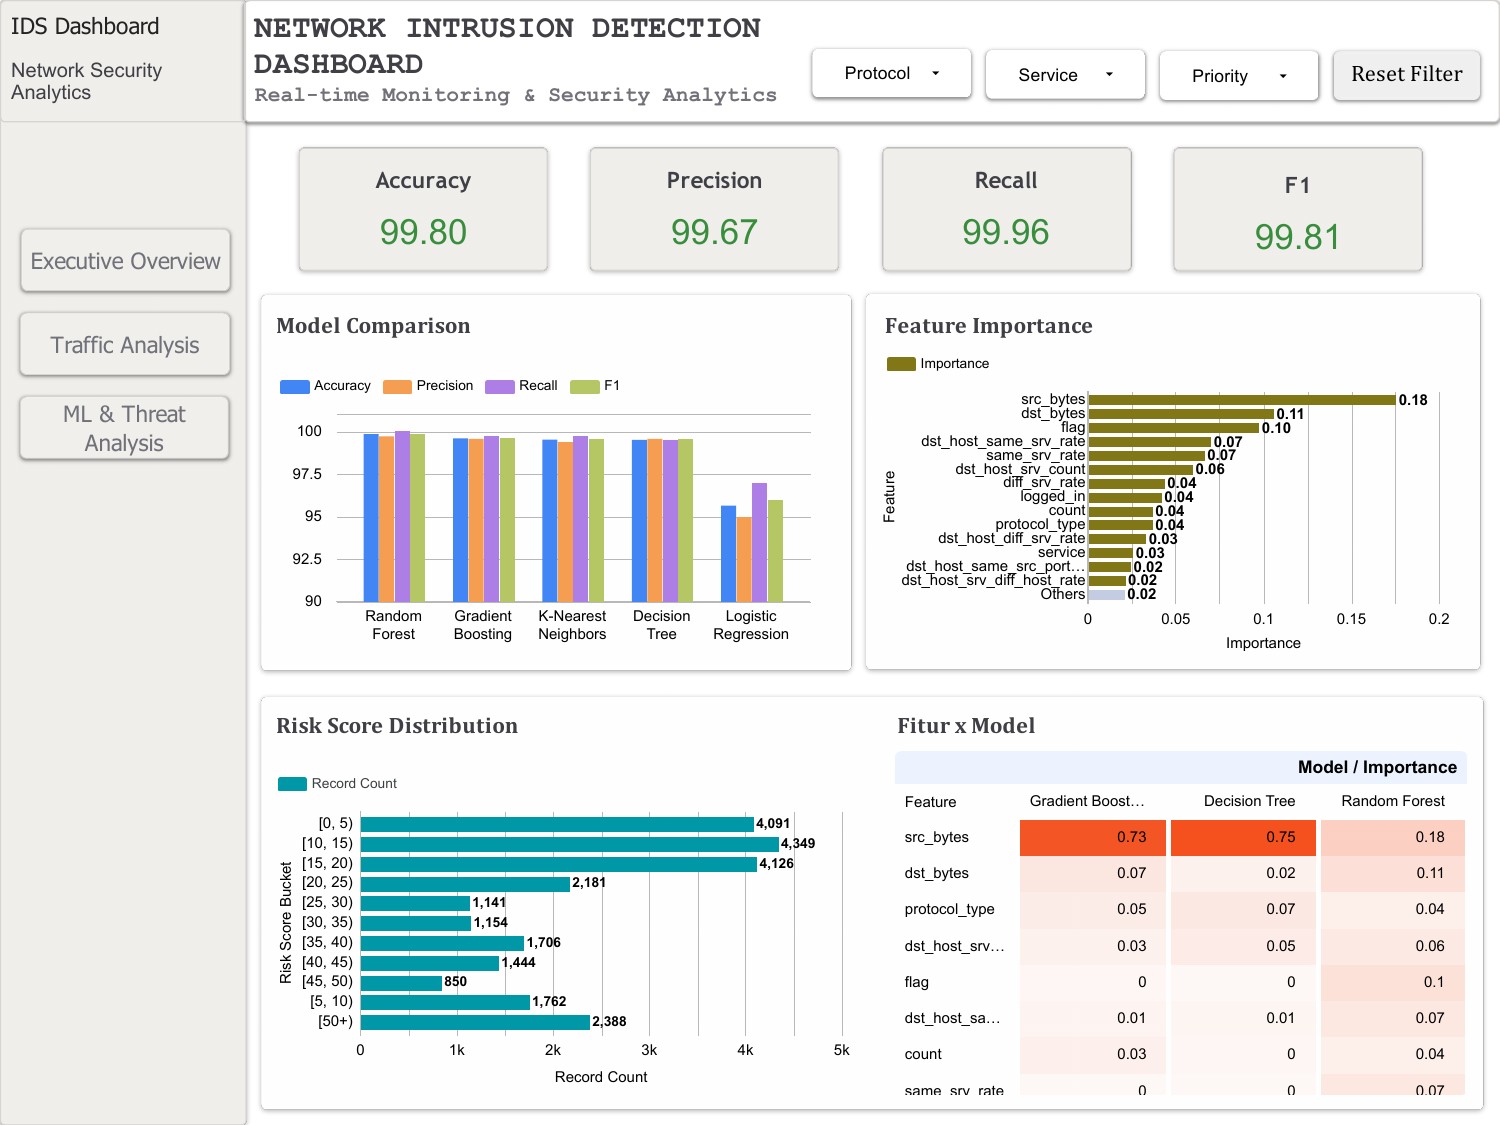 IDS Dashboard
Network Security
Analytics
NETWORK INTRUSION DETECTION
DASHBOARD
Real-time Monitoring & Security Analytics
Protocol
Service
Priority
Reset Filter
Executive Overview
Traffic Analysis
ML & Threat
Analysis
Accuracy
99.80
Precision
99.67
Recall
99.96
F1
99.81
Model Comparison
Accuracy Precision Recall F1
100
97.5
95
92.5
90
Random
Forest
Gradient
Boosting
K-Nearest
Neighbors
Decision
Tree
Logistic
Regression
Feature Importance
Importance
Feature
src_bytes 0.18
dst_bytes 0.11
flag 0.10
dst_host_same_srv_rate 0.07
same_srv_rate 0.07
dst_host_srv_count 0.06
diff_srv_rate 0.04
logged_in 0.04
count 0.04
protocol_type 0.04
dst_host_diff_srv_rate 0.03
service 0.03
dst_host_same_src_port… 0.02
dst_host_srv_diff_host_rate 0.02
Others 0.02
0 0.05 0.1 0.15 0.2
Importance
Risk Score Distribution
Record Count
Risk Score Bucket
[0, 5) 4,091
[10, 15) 4,349
[15, 20) 4,126
[20, 25) 2,181
[25, 30) 1,141
[30, 35) 1,154
[35, 40) 1,706
[40, 45) 1,444
[45, 50) 850
[5, 10) 1,762
[50+) 2,388
0 1k 2k 3k 4k 5k
Record Count
Fitur x Model
Model / Importance
Feature Gradient Boost… Decision Tree Random Forest
src_bytes 0.73 0.75 0.18
dst_bytes 0.07 0.02 0.11
protocol_type 0.05 0.07 0.04
dst_host_srv… 0.03 0.05 0.06
flag 0 0 0.1
dst_host_sa… 0.01 0.01 0.07
count 0.03 0 0.04
same_srv_rate 0 0 0.07